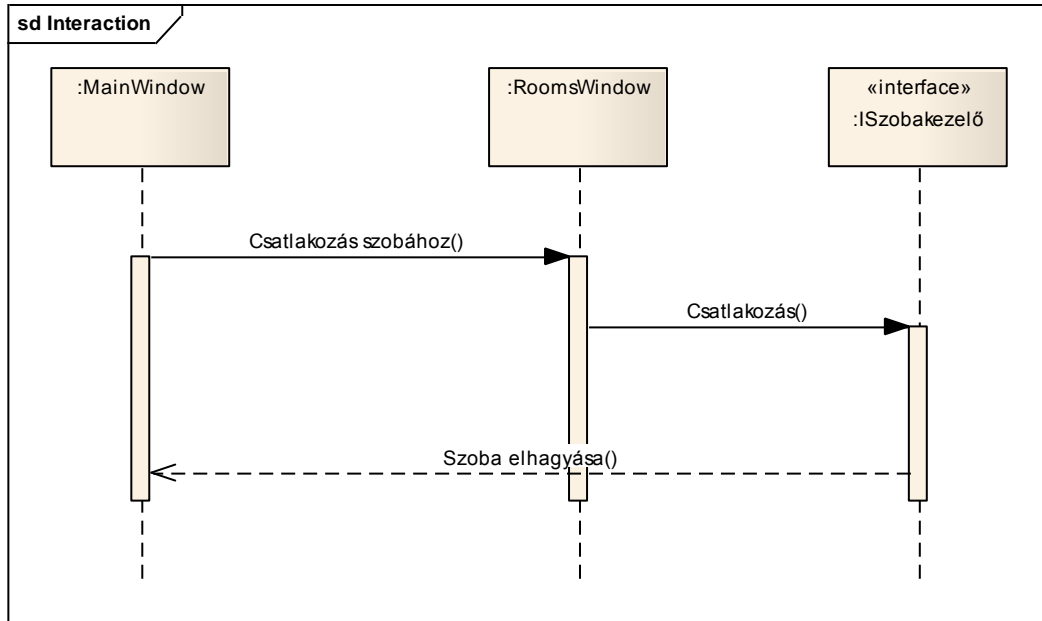 sd Interaction
:MainWindow
:RoomsWindow
«interface»
:ISzobakezelő
Csatlakozás szobához()
Csatlakozás()
Szoba elhagyása()